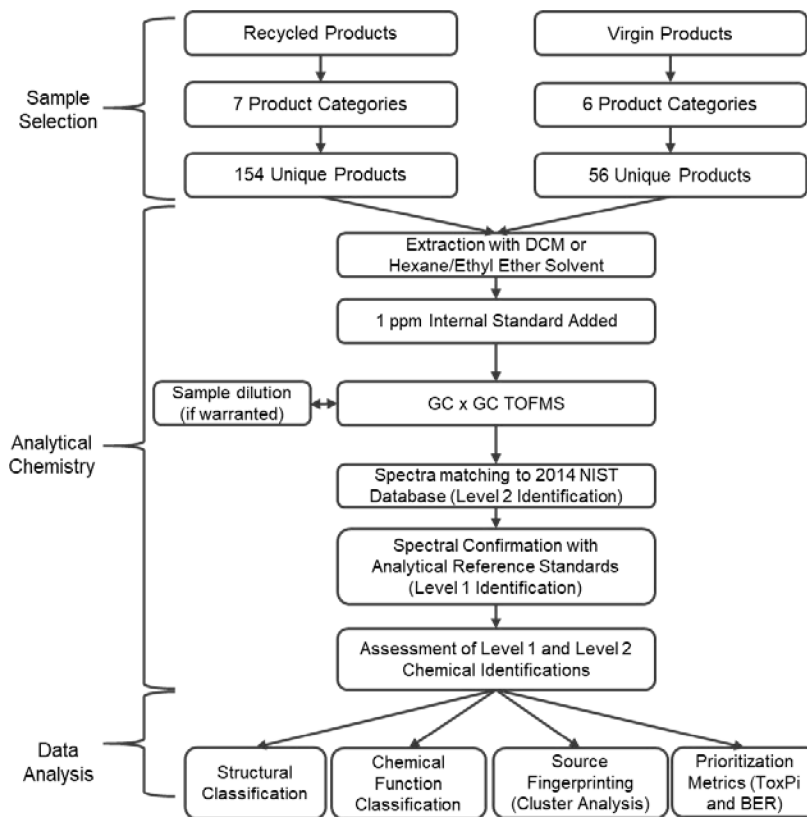 Recycled Products
Virgin Products
Sample
Selection
7 Product Categories
6 Product Categories
154 Unique Products
56 Unique Products
Extraction with DCM or
Hexane/Ethyl Ether Solvent
1 ppm Internal Standard Added
Sample dilution
(if warranted)
GC x GC TOFMS
Analytical
Chemistry
Spectra matching to 2014 NIST
Database (Level 2 Identification)
Spectral Confirmation with
Analytical Reference Standards
(Level 1 Identification)
Assessment of Level 1 and Level 2
Chemical Identifications
Data
Analysis
Structural
Classification
Chemical
Function
Classification
Source
Fingerprinting
(Cluster Analysis)
Prioritization
Metrics (ToxPi
and BER)